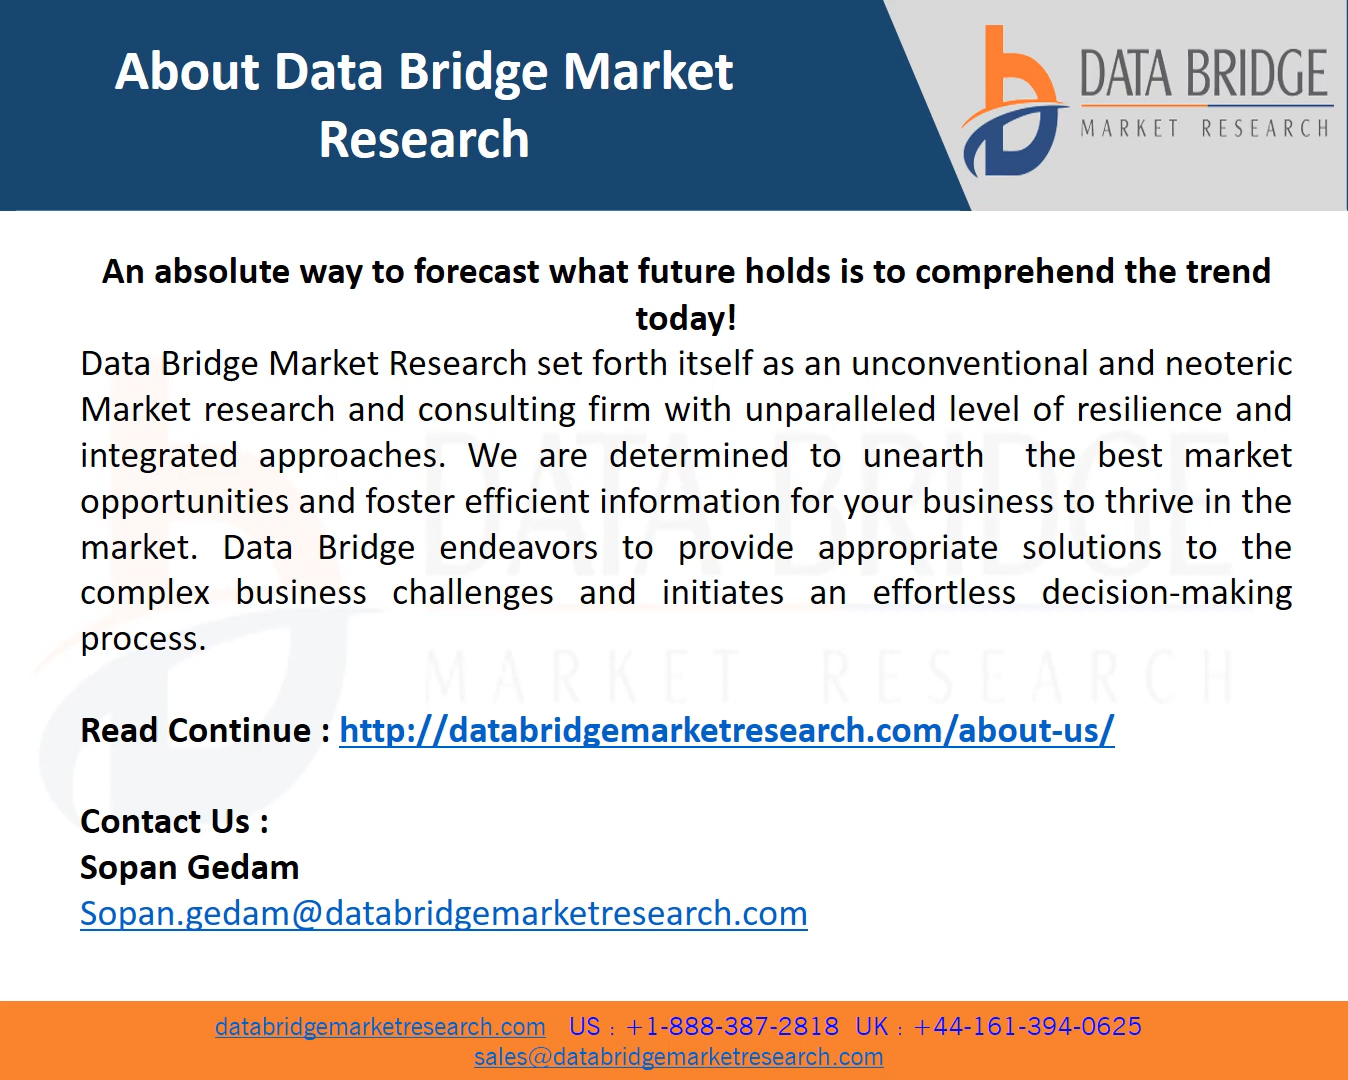 About Data Bridge Market
Research
DATA BRIDGE
MARKET RESEARCH
An absolute way to forecast what future holds is to comprehend the trend
today!
Data Bridge Market Research set forth itself as an unconventional and neoteric
Market research and consulting firm with unparalleled level of resilience and
integrated approaches. We are determined to unearth the best market
opportunities and foster efficient information for your business to thrive in the
market. Data Bridge endeavors to provide appropriate solutions to the
complex business challenges and initiates an effortless decision-making
process.
DATA BRIDGE
MARKET RESEARCH
Read Continue : http://databridgemarketresearch.com/about-us/
Contact Us :
Sopan Gedam
Sopan.gedam@databridgemarketresearch.com
databridgemarketresearch.com US : +1-888-387-2818 UK : +44-161-394-0625
sales@databridgemarketresearch.com